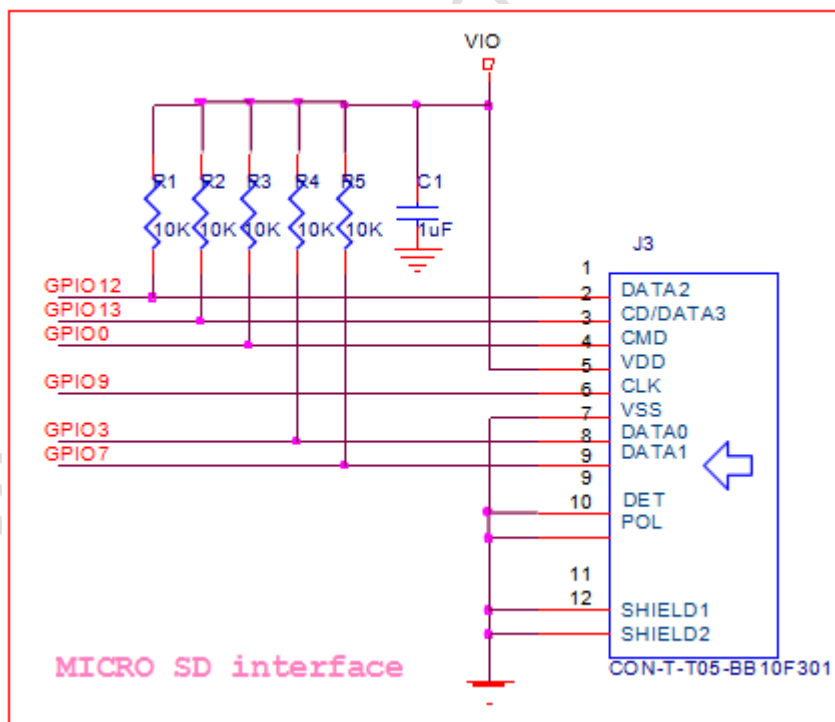 VIO
R1 R2 R3 R4 R5 C1
10K 10K 10K 10K 10K 1uF
J3
1
GPIO12 2 DATA2
GPIO13 3 CD/DATA3
GPIO0 4 CMD
5 VDD
GPIO9 6 CLK
7 VSS
GPIO3 8 DATA0
GPIO7 9 DATA1
9
10 DET
POL
11
12 SHIELD1
SHIELD2
MICRO SD interface
CON-T-T05-BB10F301